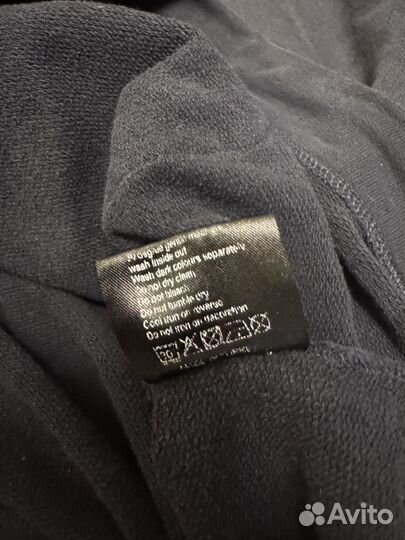 wash inside out
Wash dark colours separately
Do not dry clean
Do not bleach
Do not tumble dry
Cool iron on reverse
Do not iron on decoration
30
Avito